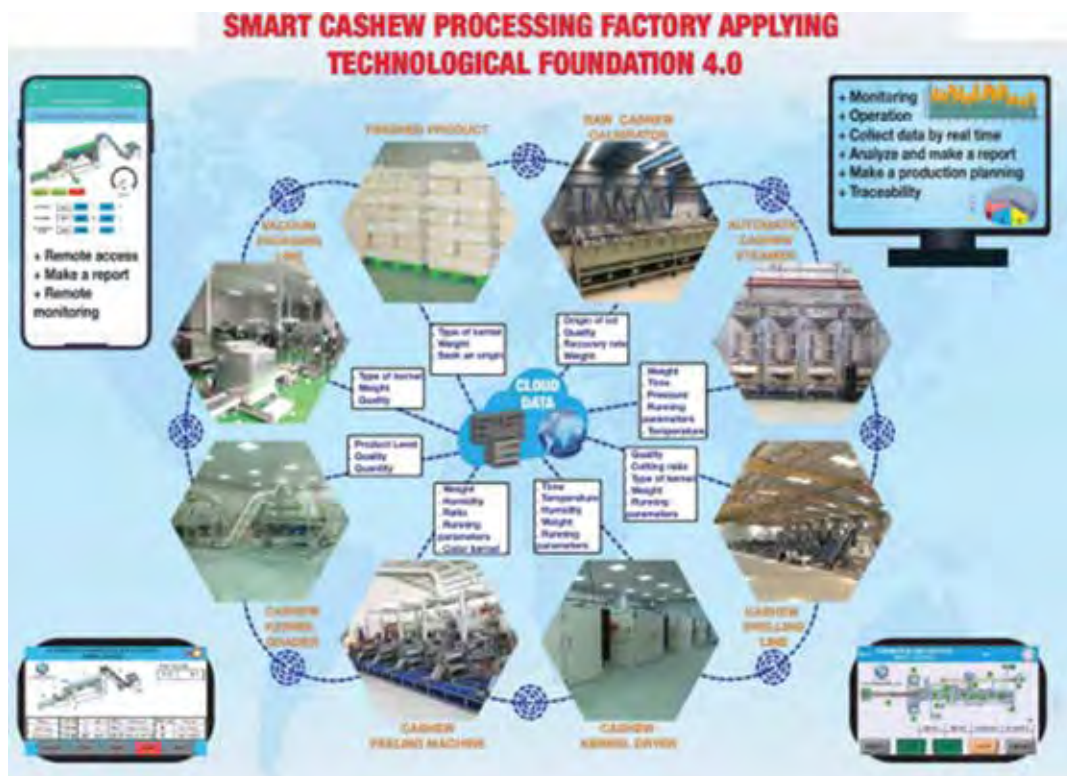 SMART CASHEW PROCESSING FACTORY APPLYING
TECHNOLOGICAL FOUNDATION 4.0
+ Remote access
+ Make a report
+ Remote
monitoring
+ Monitoring
+ Operation
+ Collect data by real time
+ Analyze and make a report
+ Make a production planning
+ Traceability
FINISHED PRODUCT
RAW CASHEW
CALIBRATOR
AUTOMATIC
CASHEW
STEAMER
CASHEW
SHELLING
LINE
CASHEW
KERNEL DRYER
CASHEW
PEELING MACHINE
CASHEW
KERNEL
GRADER
VACUUM
PACKAGING
LINE
CLOUD
DATA
. Type of kernel
. Weight
. Origin of lot
. Quality
. Recovery rate
. Weight
. Weight
. Time
. Pressure
. Running
parameters
. Temperature
. Quality
. Cutting ratio
. Type of kernel
. Weight
. Running
parameters
. Time
. Temperature
. Humidity
. Weight
. Running
parameters
. Weight
. Humidity
. Ratio
. Running
parameters
. Color kernel
. Product Level
. Quality
. Quantity
. Type of kernel
. Weight
. Quality